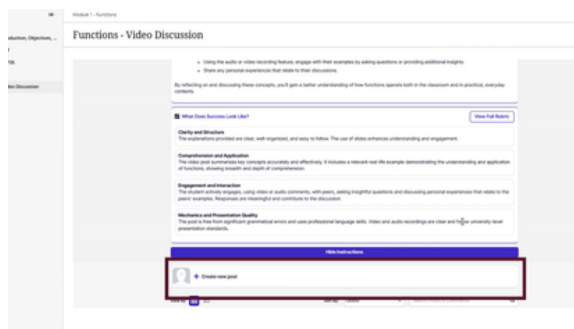 Module 1 - Functions
oduction, Objectives, ...
Functions - Video Discussion
eo Discussion
Using the audio or video recording feature, engage with their examples by asking questions or providing additional insights.
Share any personal experiences that relate to their discussions.
By reflecting on and discussing these concepts, you'll gain a better understanding of how functions operate both in the classroom and in practical, everyday
contexts.
What Does Success Look Like?
View Full Rubric
Clarity and Structure
The explanations provided are clear, well organized, and easy to follow. The use of slides enhances understanding and engagement.
Comprehension and Application
The video post summarizes key concepts accurately and effectively. It includes a relevant real life example demonstrating the understanding and application
of functions, showing breadth and depth of comprehension.
Engagement and Interaction
The student actively engages, using video or audio comments, with peers, asking insightful questions and discussing personal experiences that relate to the
peers' examples. Responses are meaningful and contribute to the discussion.
Mechanics and Presentation Quality
The post is free from significant grammatical errors and uses professional language skills. Video and audio recordings are clear and follow university level
presentation standards.
Hide Instructions
+ Create new post